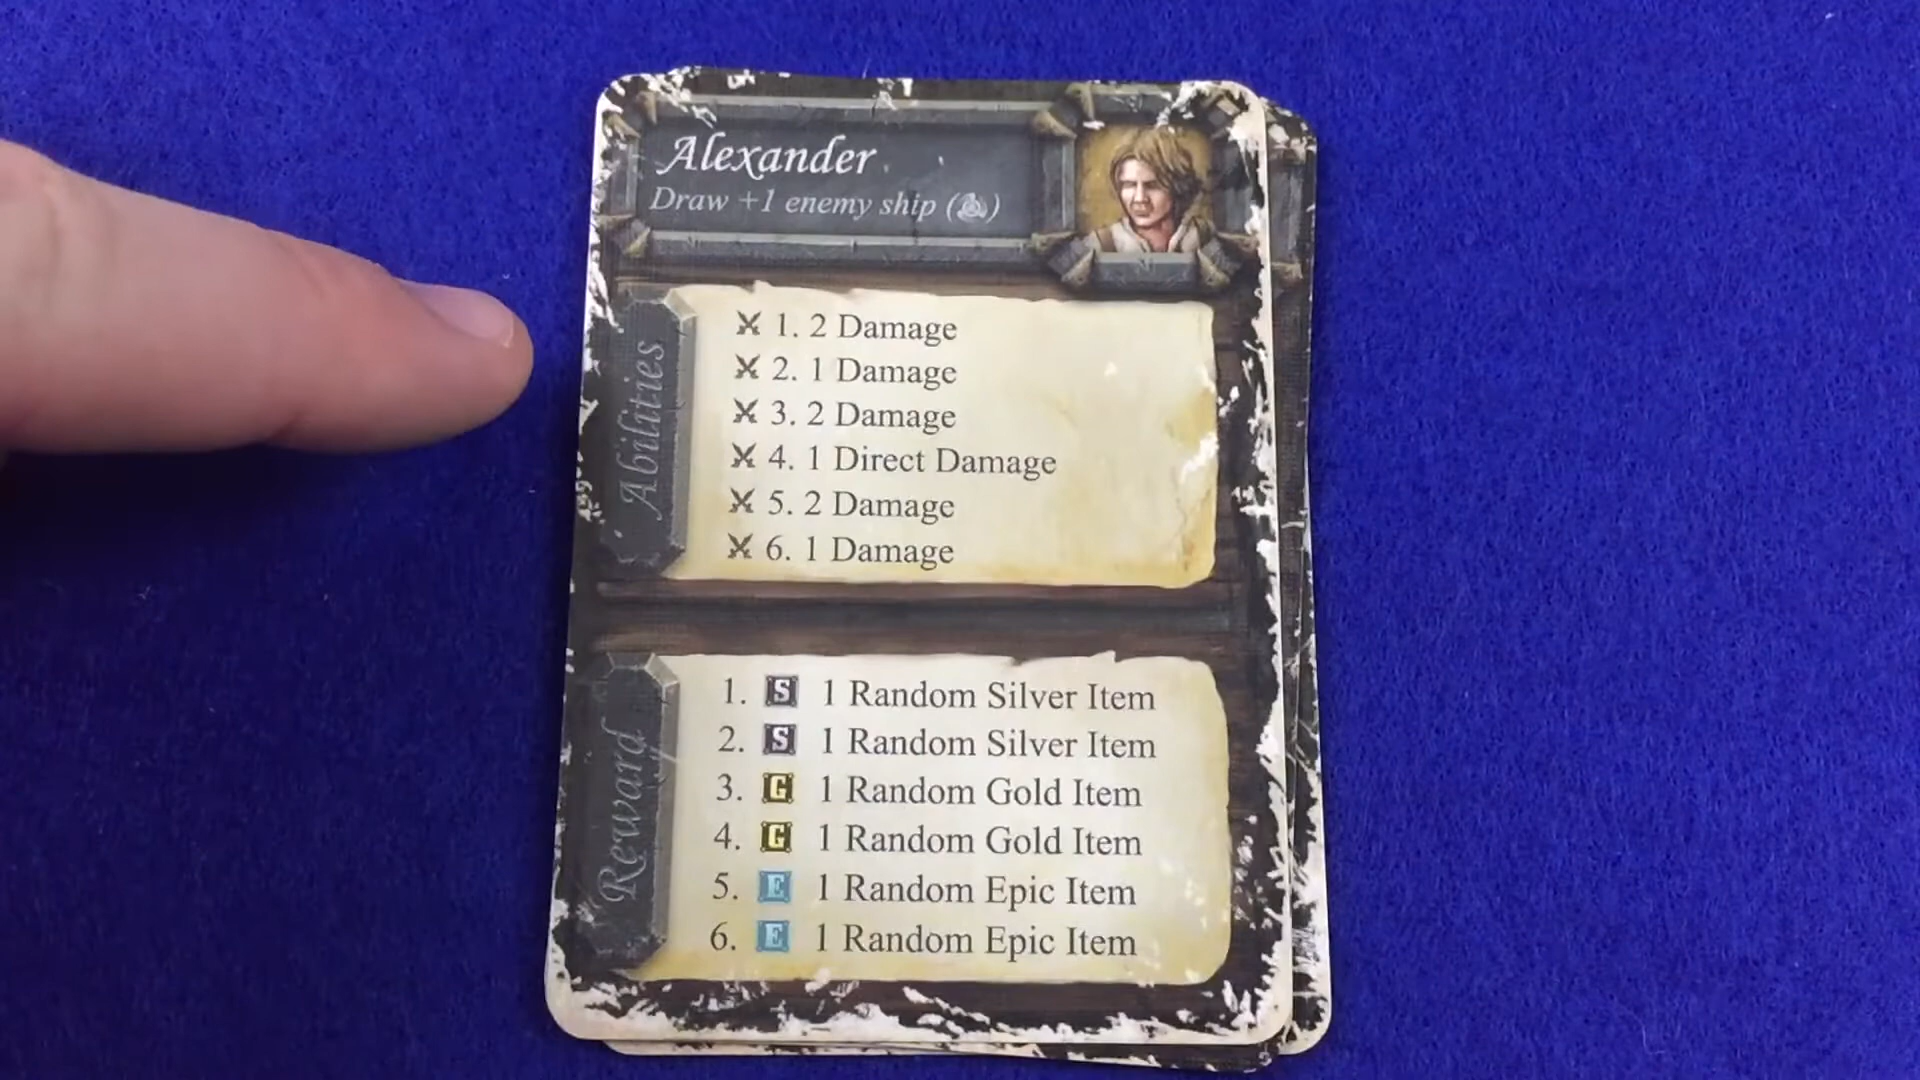 Alexander
Draw +1 enemy ship ()
Abilities
1. 2 Damage
2. 1 Damage
3. 2 Damage
4. 1 Direct Damage
5. 2 Damage
6. 1 Damage
Reward
1. S 1 Random Silver Item
2. S 1 Random Silver Item
3. G 1 Random Gold Item
4. G 1 Random Gold Item
5. E 1 Random Epic Item
6. E 1 Random Epic Item